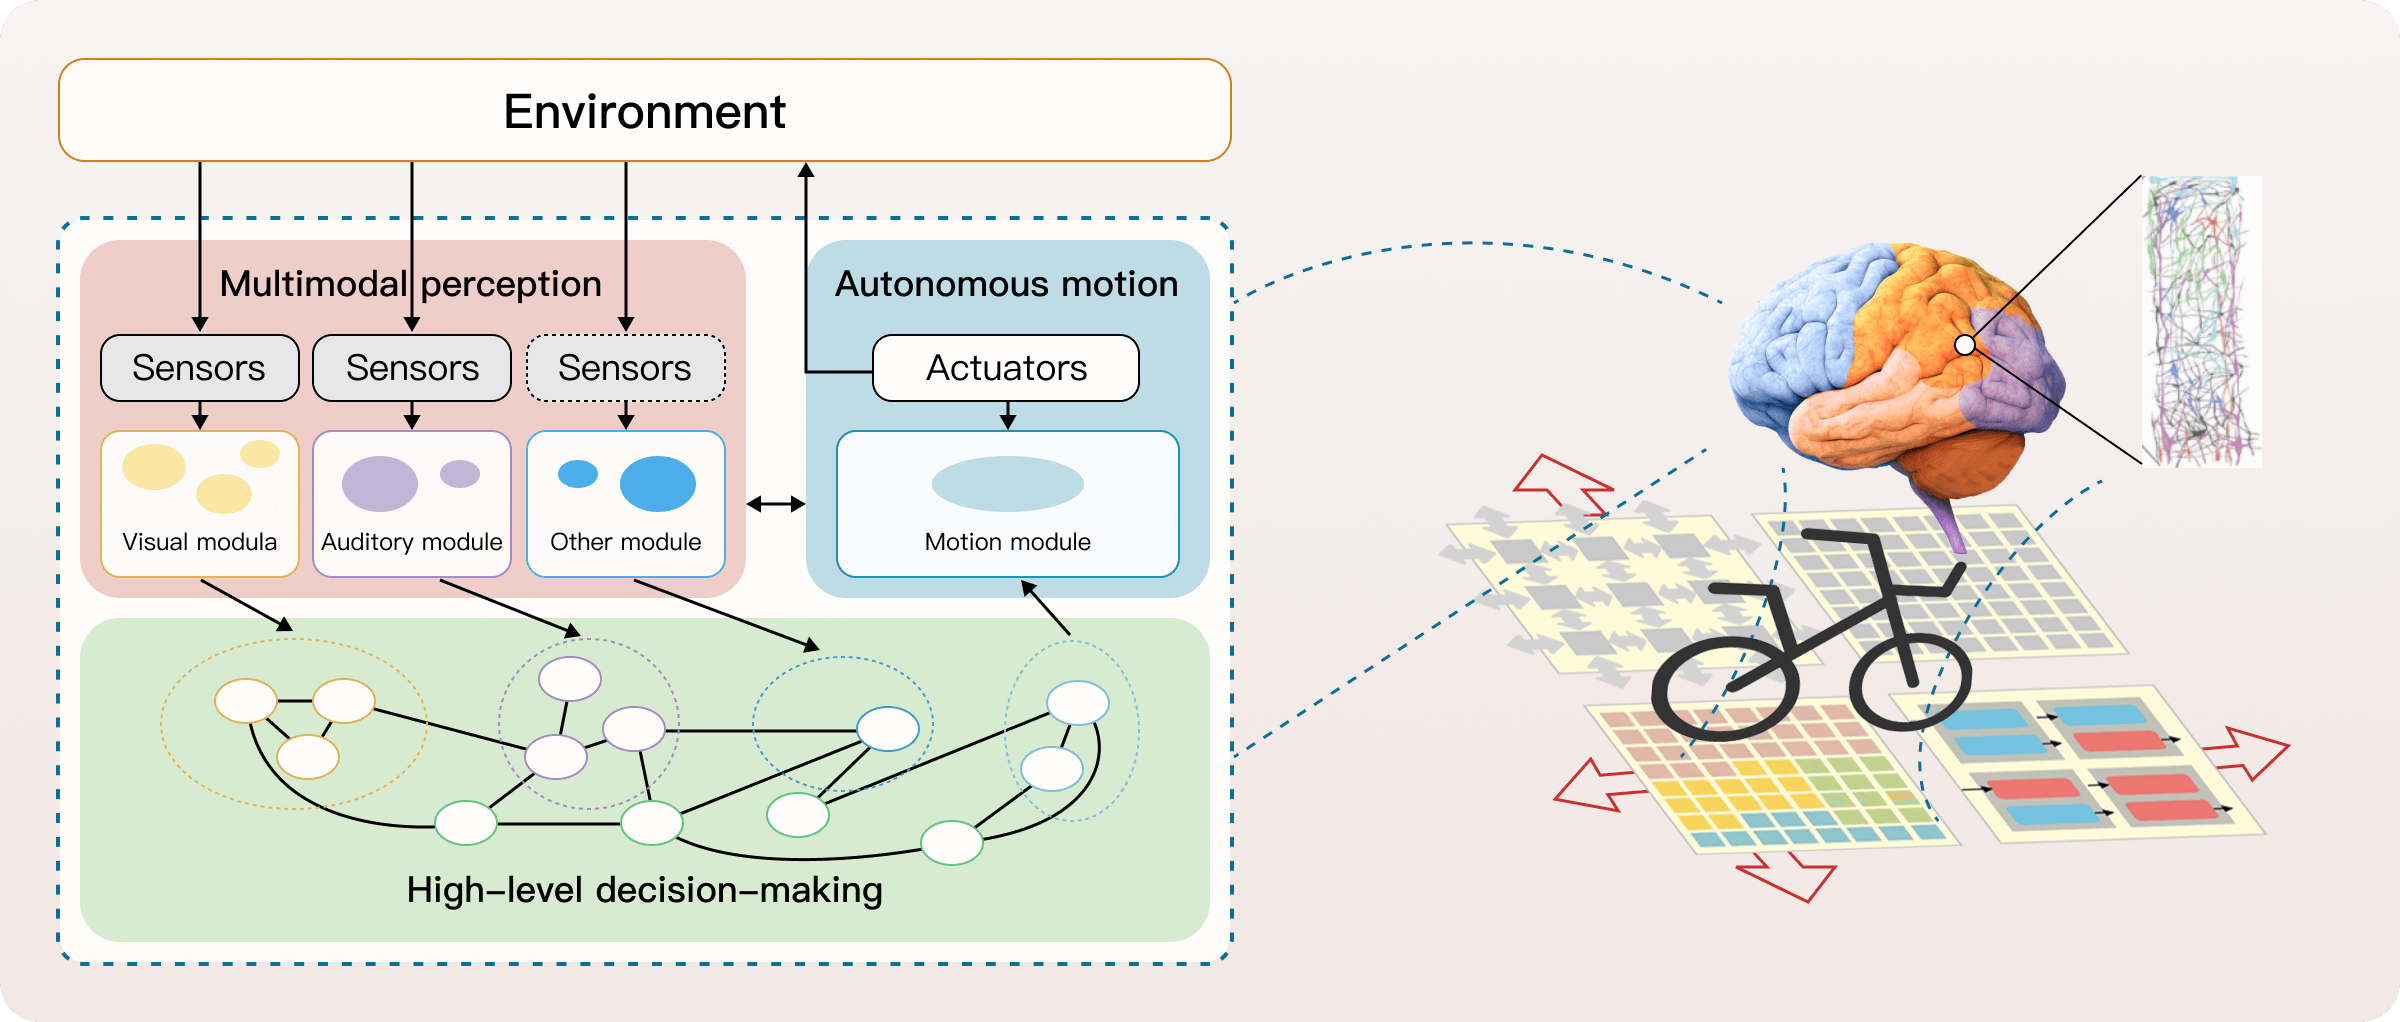 Environment
Multimodal perception
Autonomous motion
Sensors
Sensors
Sensors
Actuators
Visual modula
Auditory module
Other module
Motion module
High-level decision-making